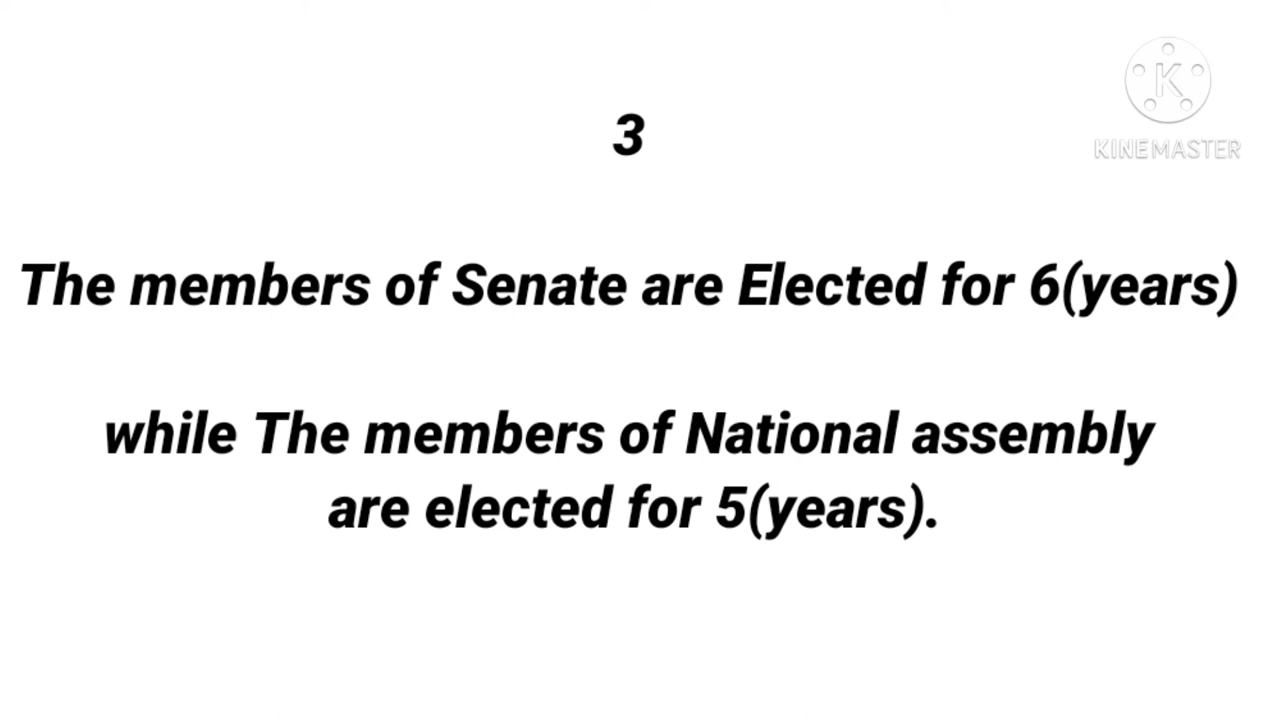 KINEMASTER
3
The members of Senate are Elected for 6(years)
while The members of National assembly
are elected for 5(years).